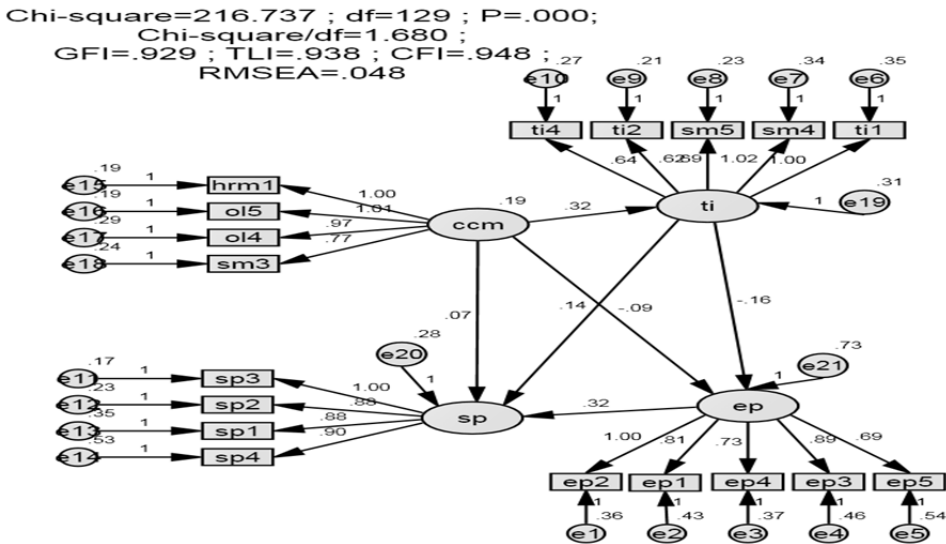 Chi-square=216.737 ; df=129 ; P=.000;
Chi-square/df=1.680 ;
GFI=.929 ; TLI=.938 ; CFI=.948 ;
RMSEA=.048
.27 .21 .23 .34 .35
e10 e9 e8 e7 e6
1 1 1 1 1
ti4 ti2 sm5 sm4 ti1
.64 .62 .69 1.02 1.00
.19 e15 1 hrm1 1.00
.19 e16 1 ol5 1.01
.29 e17 1 ol4 .97
.24 e18 1 sm3 .77
ccm .19 .32 ti 1 e19 .31
.07 .14 -.09 -.16
.28 e20 1
.73 e21 1
.17 e11 1 sp3 1.00
.23 e12 1 sp2 .88
.35 e13 1 sp1 .88
.53 e14 1 sp4 .90
sp .32 ep
1.00 .81 .73 .89 .69
ep2 ep1 ep4 ep3 ep5
1 1 1 1 1
.36 .43 .37 .46 .54
e1 e2 e3 e4 e5